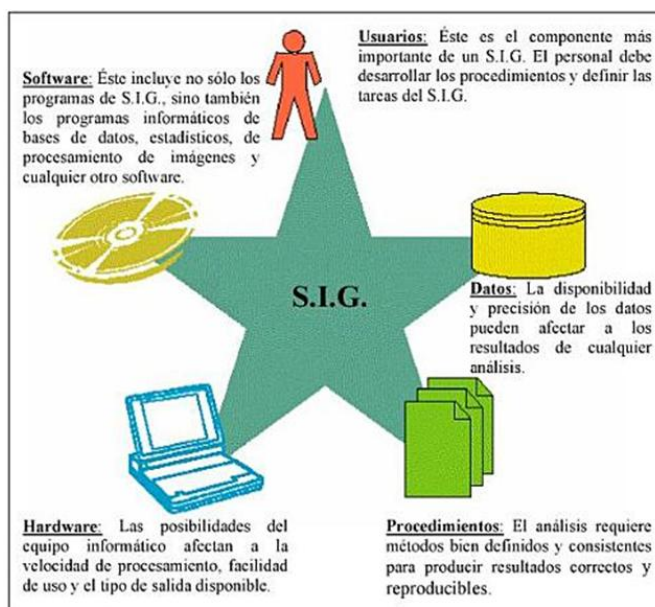 Usuarios: Éste es el componente más
importante de un S.I.G. El personal debe
desarrollar los procedimientos y definir las
tareas del S.I.G.
Software: Éste incluye no sólo los
programas de S.I.G., sino también
los programas informáticos de
bases de datos, estadísticos, de
procesamiento de imágenes y
cualquier otro software.
S.I.G.
Datos: La disponibilidad
y precisión de los datos
pueden afectar a los
resultados de cualquier
análisis.
Hardware: Las posibilidades del
equipo informático afectan a la
velocidad de procesamiento, facilidad
de uso y el tipo de salida disponible.
Procedimientos: El análisis requiere
métodos bien definidos y consistentes
para producir resultados correctos y
reproducibles.